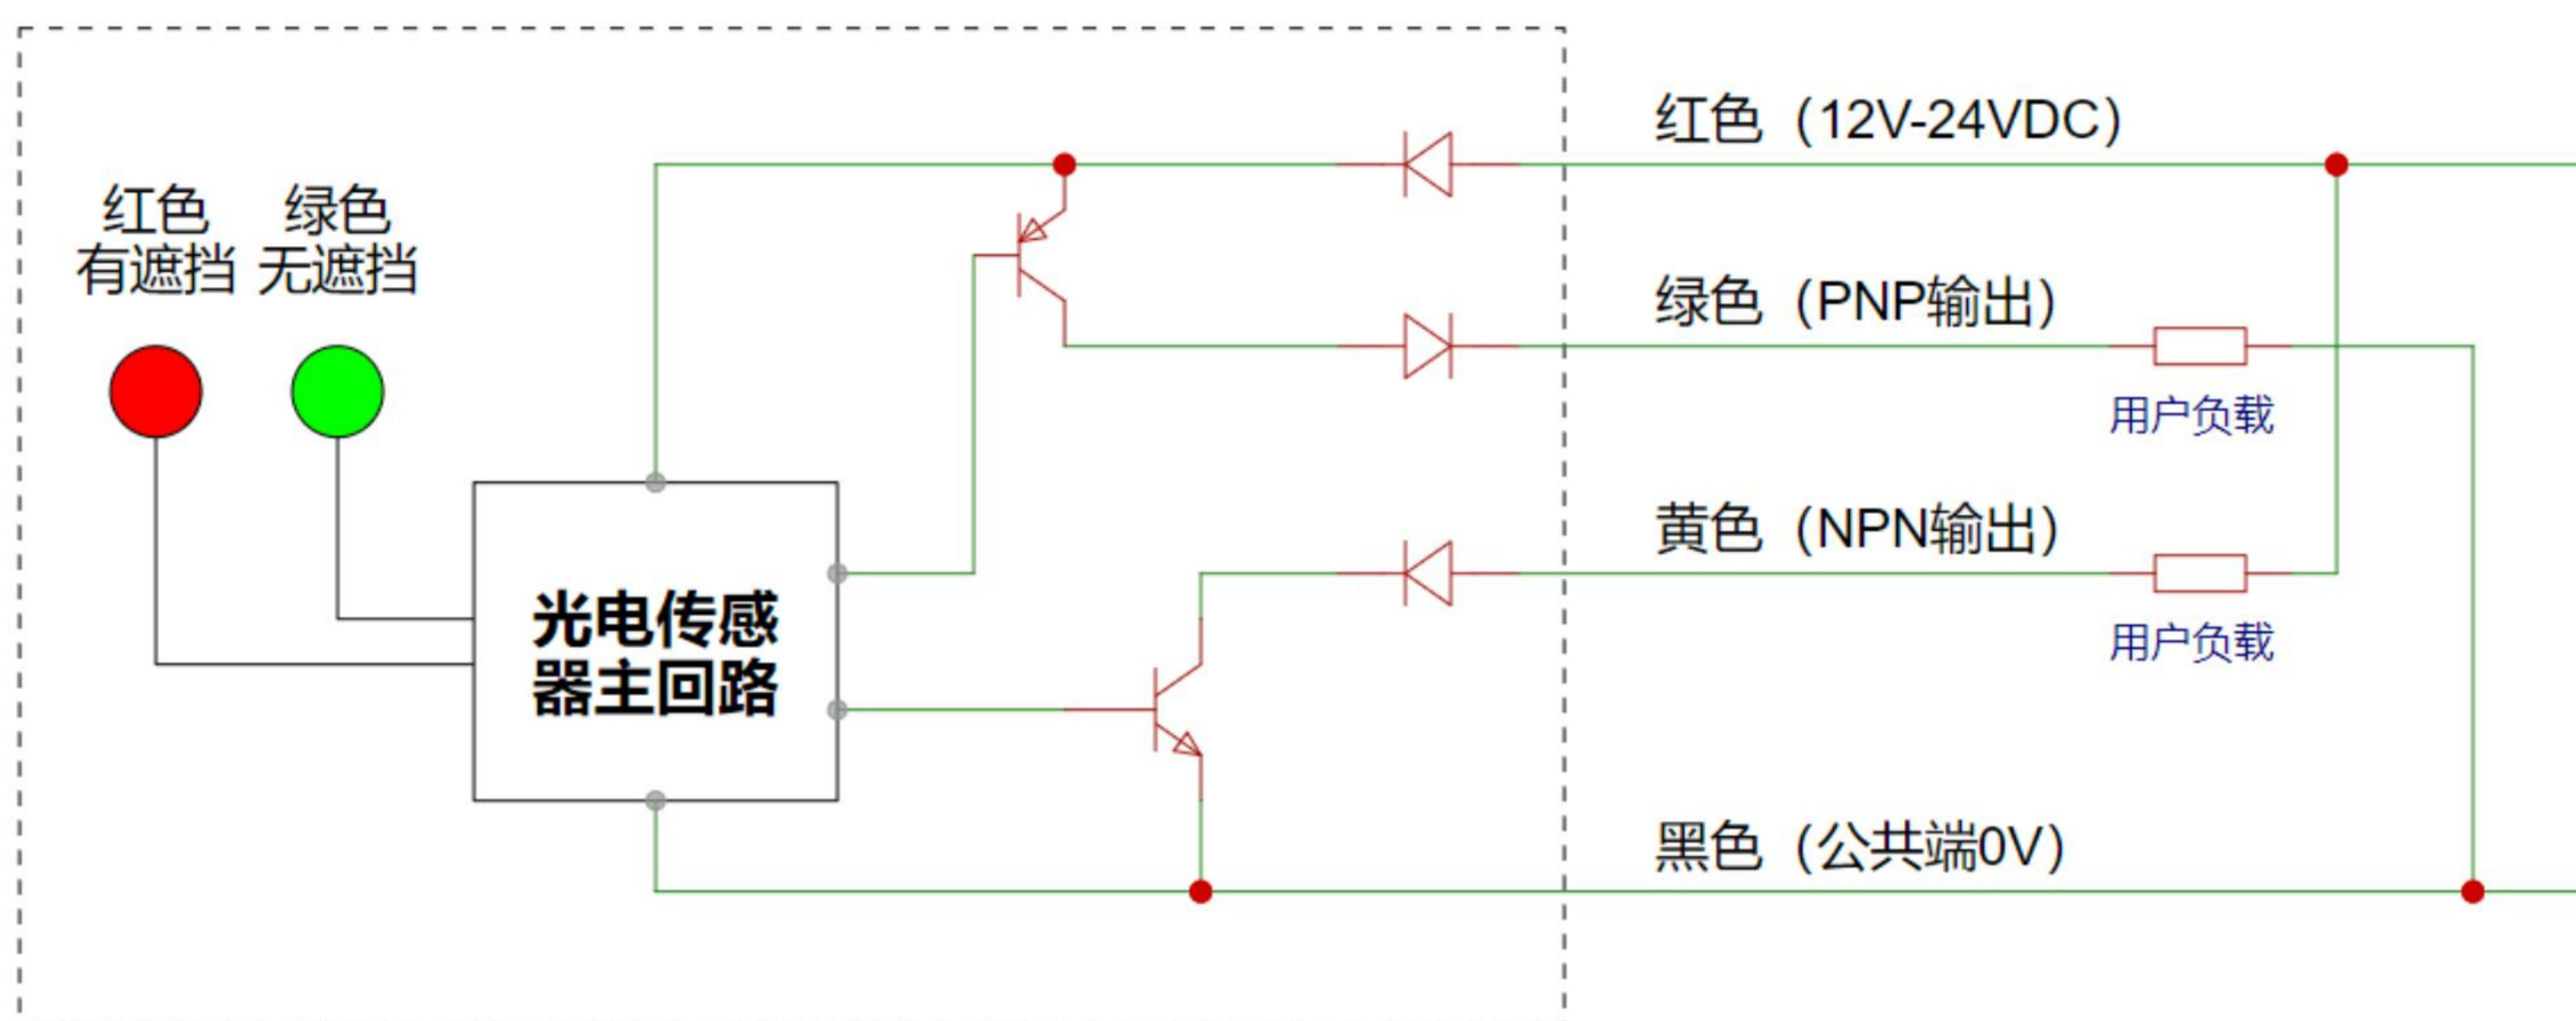 红色（12V-24VDC）
红色
有遮挡
绿色
无遮挡
绿色（PNP输出）
用户负载
黄色（NPN输出）
光电传感
器主回路
用户负载
黑色（公共端0V）